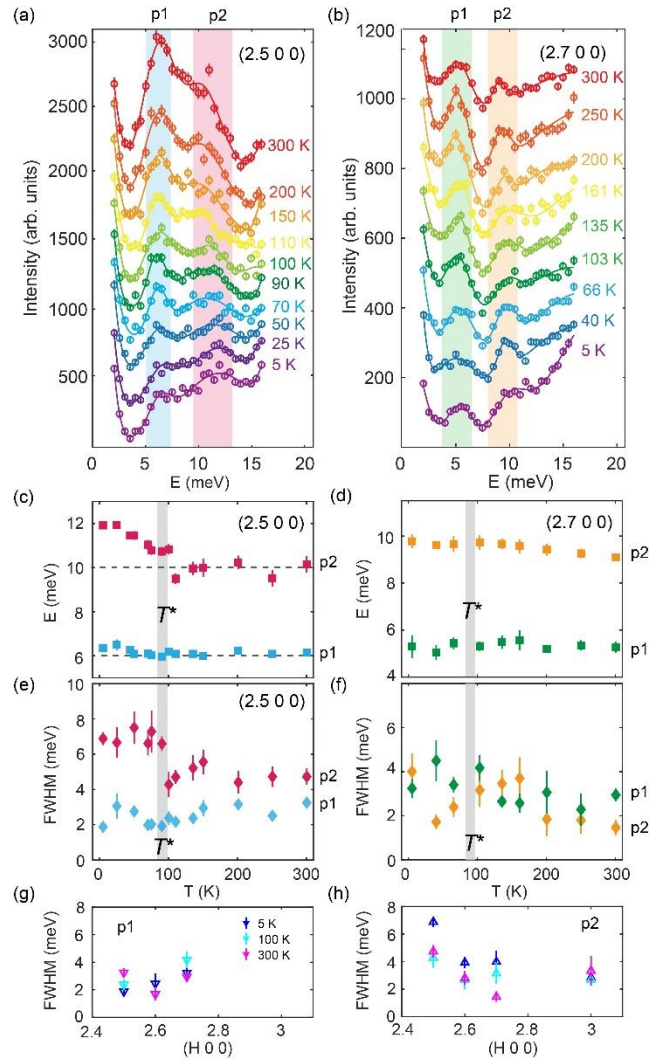 (a) p1 p2
(2.5 0 0)
3000
2500
1500
1000
500
Intensity (arb. units)
300 K
200 K
150 K
110 K
100 K
90 K
70 K
50 K
25 K
5 K
0 5 10 15 20
E (meV)
(b) p1 p2
(2.7 0 0)
1200
1000
800
600
400
200
Intensity (arb. units)
300 K
250 K
200 K
161 K
135 K
103 K
66 K
40 K
5 K
0 5 10 15 20
E (meV)
(c) (2.5 0 0)
12
10
8
6
E (meV)
p2
T*
p1
(d) (2.7 0 0)
10
8
6
4
E (meV)
p2
T*
p1
(e) (2.5 0 0)
10
8
6
4
2
0
FWHM (meV)
p2
p1
T*
0 100 200 300
T (K)
(f)
8
6
4
2
0
FWHM (meV)
p1
p2
T*
0 100 200 300
T (K)
(g) p1
8
6
4
2
0
FWHM (meV)
5 K
100 K
300 K
2.4 2.6 2.8 3
(H 0 0)
(h) p2
8
6
4
2
0
FWHM (meV)
2.4 2.6 2.8 3
(H 0 0)